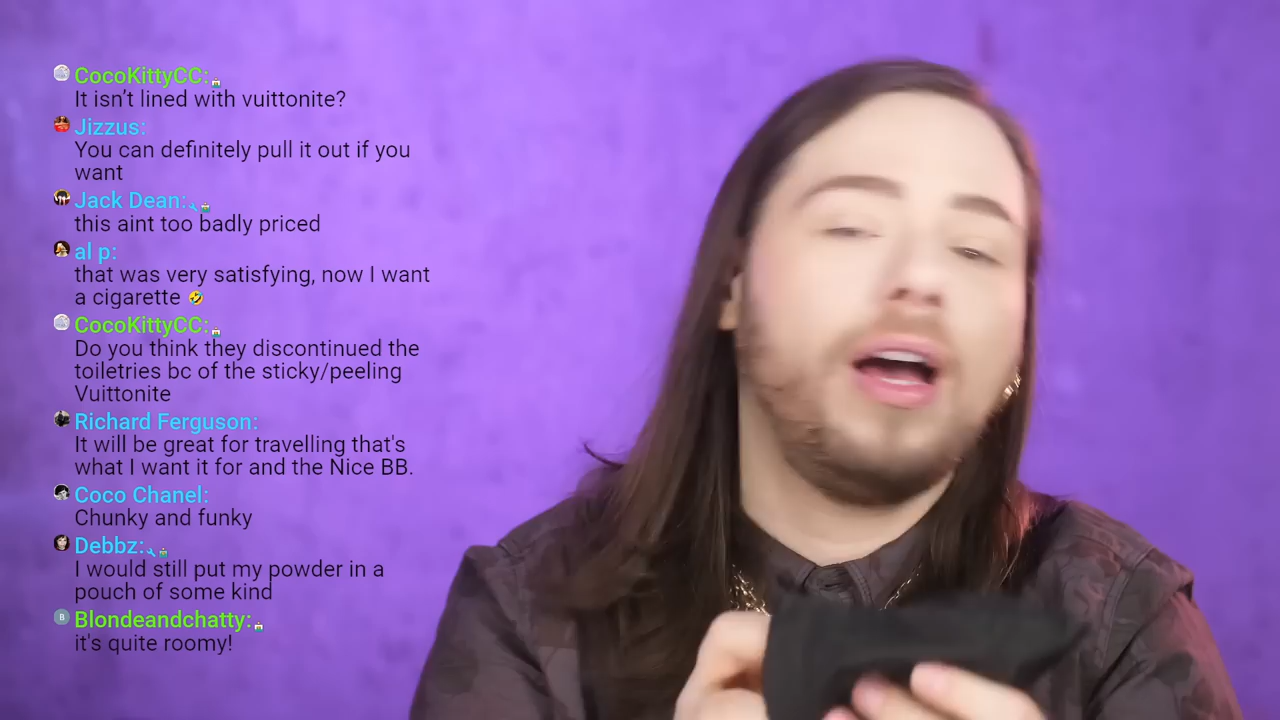 CocoKittyCC:
It isn’t lined with vuittonite?
Jizzus:
You can definitely pull it out if you
want
Jack Dean:
this aint too badly priced
al p:
that was very satisfying, now I want
a cigarette 🤣
CocoKittyCC:
Do you think they discontinued the
toiletries bc of the sticky/peeling
Vuittonite
Richard Ferguson:
It will be great for travelling that's
what I want it for and the Nice BB.
Coco Chanel:
Chunky and funky
Debbz:
I would still put my powder in a
pouch of some kind
B Blondeandchatty:
it's quite roomy!